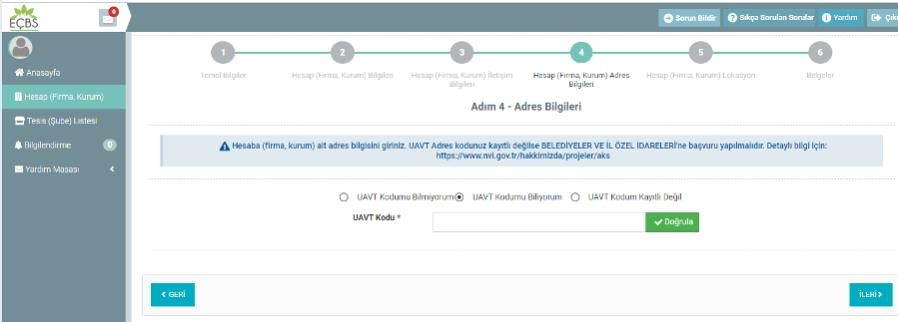 EÇBS
0
Sorun Bildir
Sıkça Sorulan Sorular
Yardım
Anasayfa
Hesap (Firma, Kurum)
Tesis (Şube) Listesi
Bilgilendirme 0
Yardım Masası
1 2 3 4 5 6
Temel Bilgiler
Hesap (Firma, Kurum) Bilgileri
Hesap (Firma, Kurum) İletişim
Bilgileri
Hesap (Firma, Kurum) Adres
Bilgileri
Hesap (Firma, Kurum) Lokasyon
Belgeler
Adım 4 - Adres Bilgileri
Hesaba (firma, kurum) ait adres bilgisini giriniz. UAVT Adres kodunuz kayıtlı değilse BELEDİYELER VE İL ÖZEL İDARELERİ'ne başvuru yapılmalıdır. Detaylı bilgi için:
https://www.nvi.gov.tr/hakkimizda/projeler/aks
UAVT Kodumu Bilmiyorum UAVT Kodumu Biliyorum UAVT Kodum Kayıtlı Değil
UAVT Kodu *
Doğrula
GERİ
İLERİ